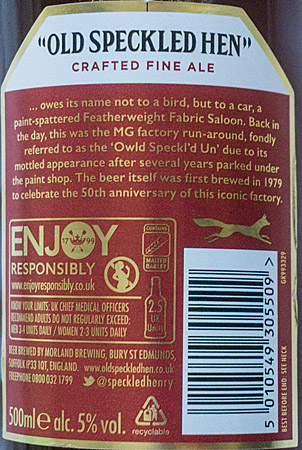 "OLD SPECKLED HEN"
CRAFTED FINE ALE
... owes its name not to a bird, but to a car, a
paint-spattered Featherweight Fabric Saloon. Back in
the day, this was the MG factory run-around, fondly
referred to as the 'Owld Speckl'd Un' due to its
mottled appearance after several years parked under
the paint shop. The beer itself was first brewed in 1979
to celebrate the 50th anniversary of this iconic factory.
ENJOY
17 99
RESPONSIBLY
www.enjoyresponsibly.co.uk
CONTAINS
MALTED
BARLEY
KNOW YOUR LIMITS: UK CHIEF MEDICAL OFFICERS
RECOMMEND ADULTS DO NOT REGULARLY EXCEED:
MEN 3-4 UNITS DAILY / WOMEN 2-3 UNITS DAILY
2.5
UK
Units
BEER BREWED BY MORLAND BREWING, BURY ST EDMUNDS,
SUFFOLK IP33 1QT, ENGLAND. www.oldspeckledhen.co.uk
FREEPHONE 0800 032 1799 @speckledhenry
500ml e alc. 5% vol.
recyclable
5 010549 305509 >
GK993329
BEST BEFORE END: SEE NECK